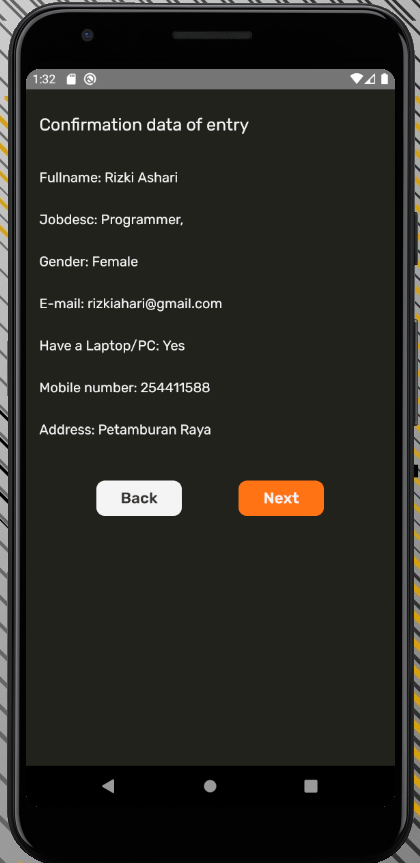 1:32
Confirmation data of entry
Fullname: Rizki Ashari
Jobdesc: Programmer,
Gender: Female
E-mail: rizkiahari@gmail.com
Have a Laptop/PC: Yes
Mobile number: 254411588
Address: Petamburan Raya
Back Next